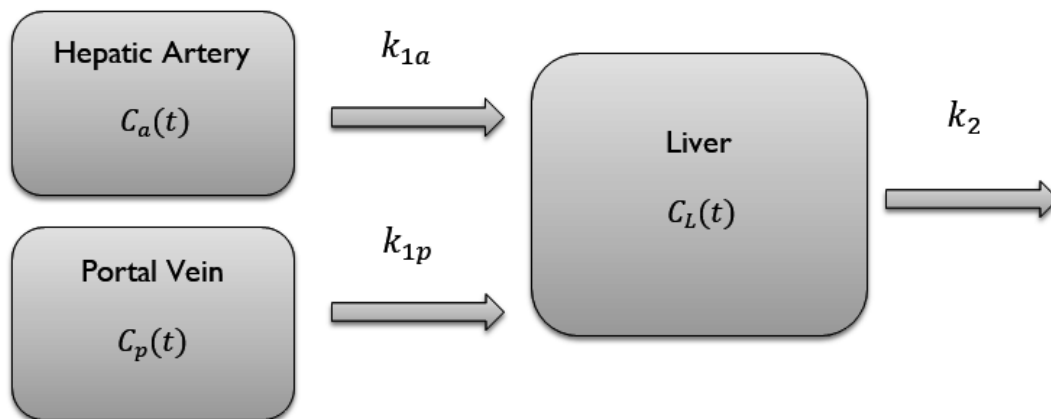 Hepatic Artery
C_a(t)
k_{1a}
Portal Vein
C_p(t)
k_{1p}
Liver
C_L(t)
k_2